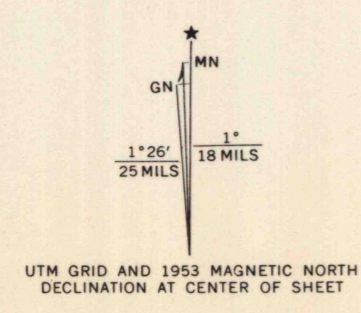 ★
MN
GN
1°26′
25 MILS
1°
18 MILS
UTM GRID AND 1953 MAGNETIC NORTH
DECLINATION AT CENTER OF SHEET